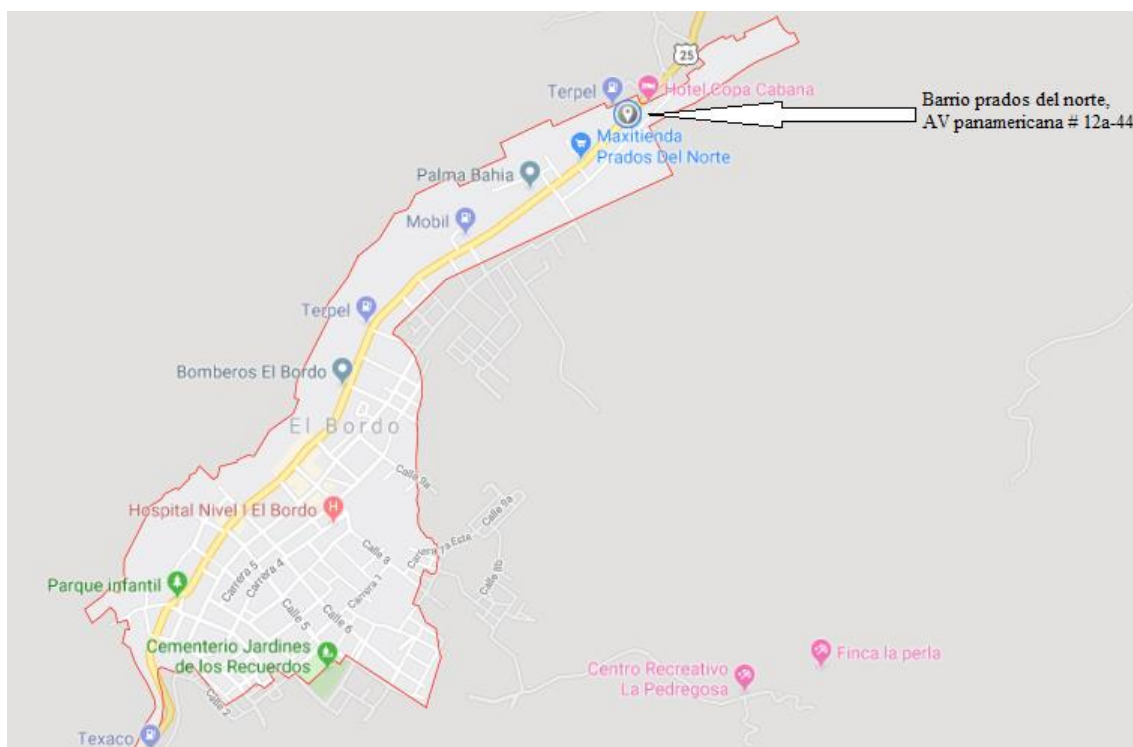 25
Terpel
Hotel Copa Cabana
Barrio prados del norte,
AV panamericana # 12a-44
Maxitienda
Prados Del Norte
Palma Bahia
Mobil
Terpel
Bomberos El Bordo
El Bordo
Calle 9a
Hospital Nivel I El Bordo
H
Calle 9a
Carrera 7a Este
Calle 8
Calle 8b
Carrera 5
Carrera 4
Carrera 1
Parque infantil
Calle 5
Calle 6
Cementerio Jardines
de los Recuerdos
Finca la perla
Centro Recreativo
La Pedregosa
Calle 2
Texaco